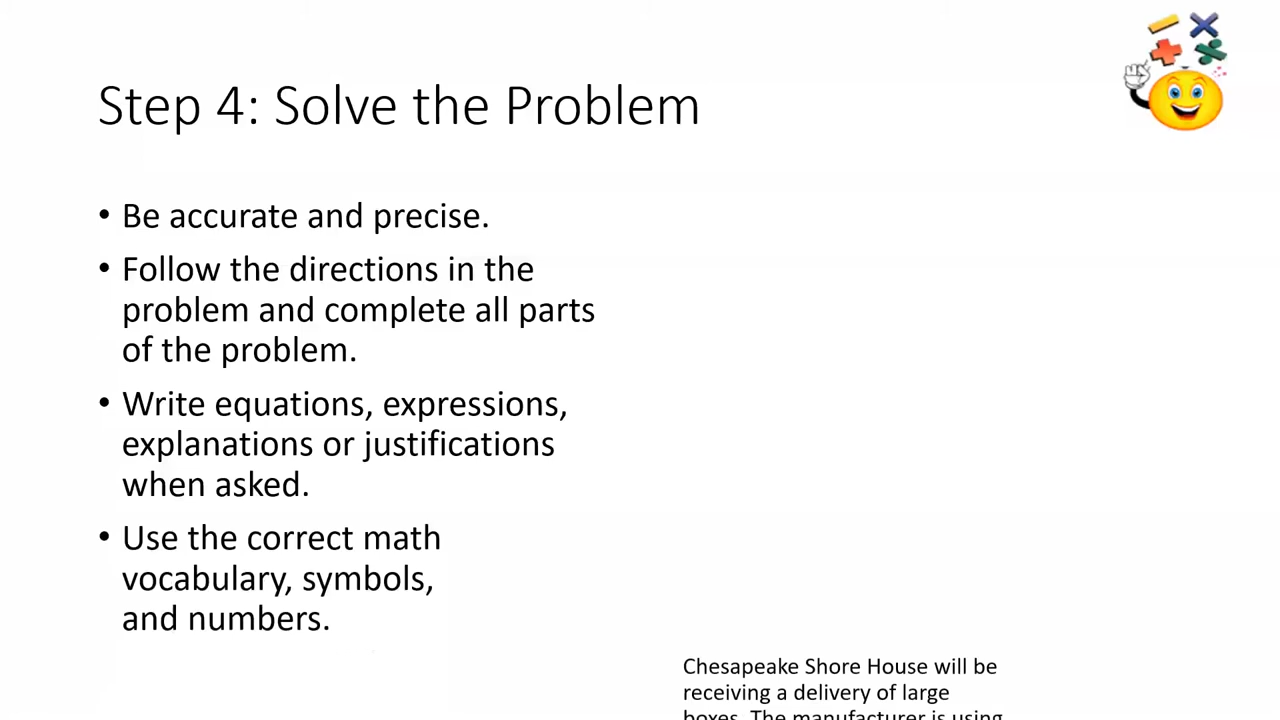 Step 4: Solve the Problem
• Be accurate and precise.
• Follow the directions in the
problem and complete all parts
of the problem.
• Write equations, expressions,
explanations or justifications
when asked.
• Use the correct math
vocabulary, symbols,
and numbers.
Chesapeake Shore House will be
receiving a delivery of large
boxes. The manufacturer is using